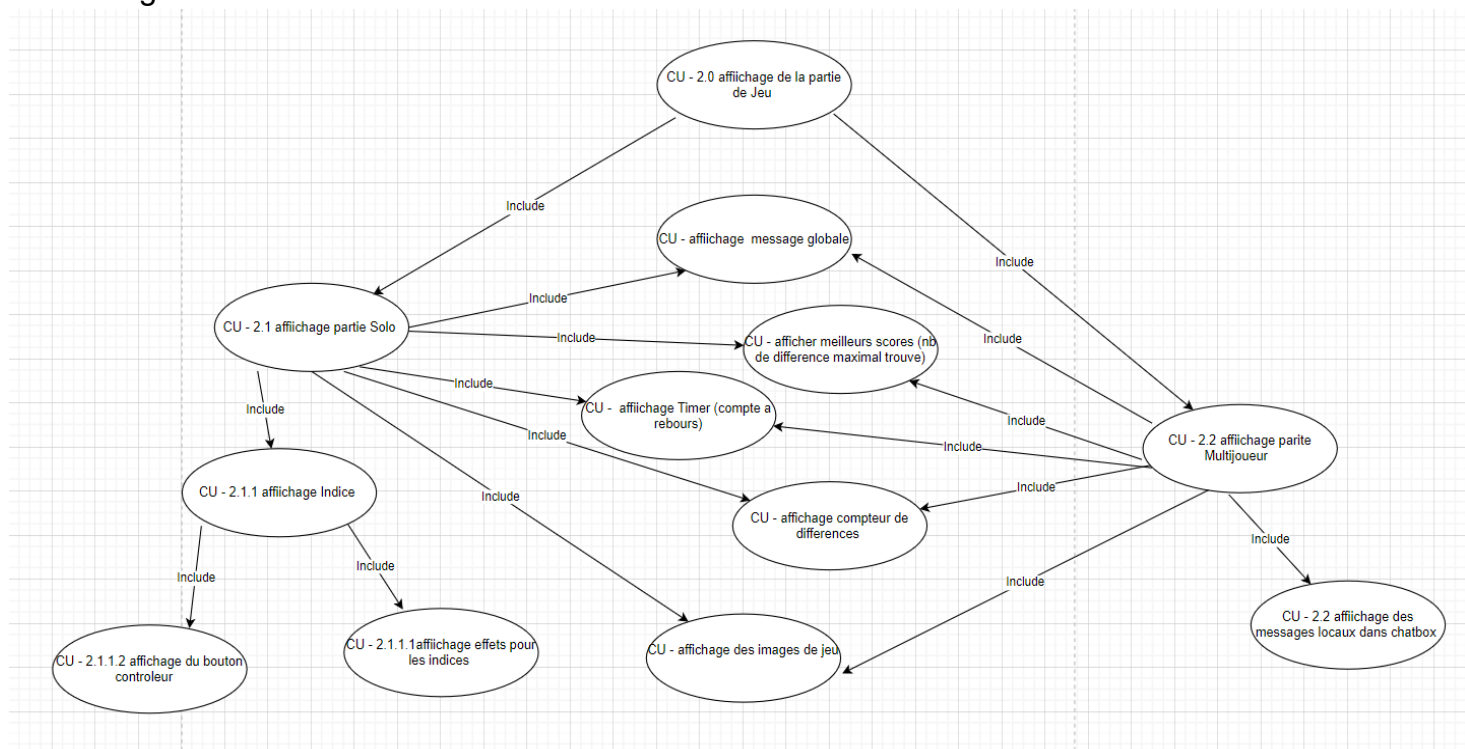 CU - 2.0 affiichage de la partie
de Jeu
Include
Include
CU - affiichage message globale
Include
Include
CU - 2.1 affiichage partie Solo
Include
CU - afficher meilleurs scores (nb
de difference maximal trouve)
Include
CU - affiichage Timer (compte a
rebours)
Include
Include
Include
Include
CU - 2.2 affiichage parite
Multijoueur
CU - 2.1.1 affiichage Indice
Include
Include
Include
CU - affichage compteur de
differences
Include
Include
Include
Include
CU - 2.1.1.2 affichage du bouton
controleur
CU - 2.1.1.1affiichage effets pour
les indices
CU - affichage des images de jeu
CU - 2.2 affiichage des
messages locaux dans chatbox